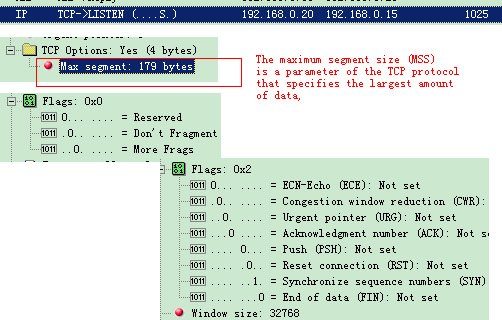 IP TCP->LISTEN (....S.) 192.168.0.20 192.168.0.15 1025
TCP Options: Yes (4 bytes)
Max segment: 179 bytes
The maximum segment size (MSS)
is a parameter of the TCP protocol
that specifies the largest amount
of data,
Flags: 0x0
1011 0... .... = Reserved
1011 .0.. .... = Don't Fragment
1011 ..0. .... = More Frags
Flags: 0x2
1011 0... .... = ECN-Echo (ECE): Not set
1011 .0.. .... = Congestion window reduction (CWR):
1011 ..0. .... = Urgent pointer (URG): Not set
1011 ...0 .... = Acknowledgment number (ACK): Not s
1011 .... 0... = Push (PSH): Not set
1011 .... .0.. = Reset connection (RST): Not set
1011 .... ..1. = Synchronize sequence numbers (SYN)
1011 .... ...0 = End of data (FIN): Not set
Window size: 32768